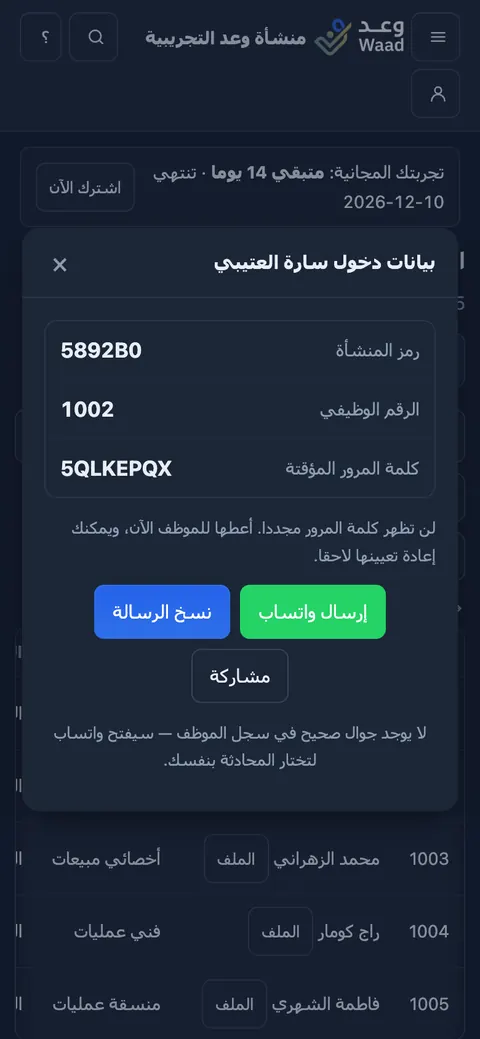 وعد
Waad
منشأة وعد التجريبية
؟
تجربتك المجانية: متبقي 14 يوما · تنتهي
2026-12-10
اشترك الآن
بيانات دخول سارة العتيبي
×
رمز المنشأة 5892B0
الرقم الوظيفي 1002
كلمة المرور المؤقتة 5QLKEPQX
لن تظهر كلمة المرور مجددا. أعطها للموظف الآن، ويمكنك
إعادة تعيينها لاحقا.
إرسال واتساب
نسخ الرسالة
مشاركة
لا يوجد جوال صحيح في سجل الموظف — سيفتح واتساب
لتختار المحادثة بنفسك.
1003 محمد الزهراني الملف أخصائي مبيعات
1004 راج كومار الملف فني عمليات
1005 فاطمة الشهري الملف منسقة عمليات